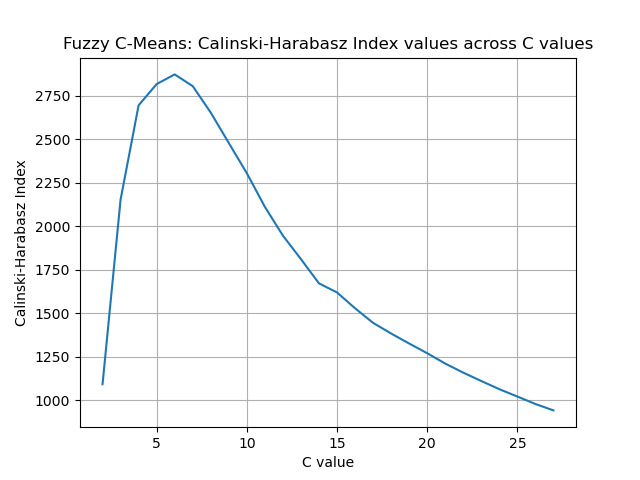 Fuzzy C-Means: Calinski-Harabasz Index values across C values
Calinski-Harabasz Index
2750
2500
2250
2000
1750
1500
1250
1000
5 10 15 20 25
C value